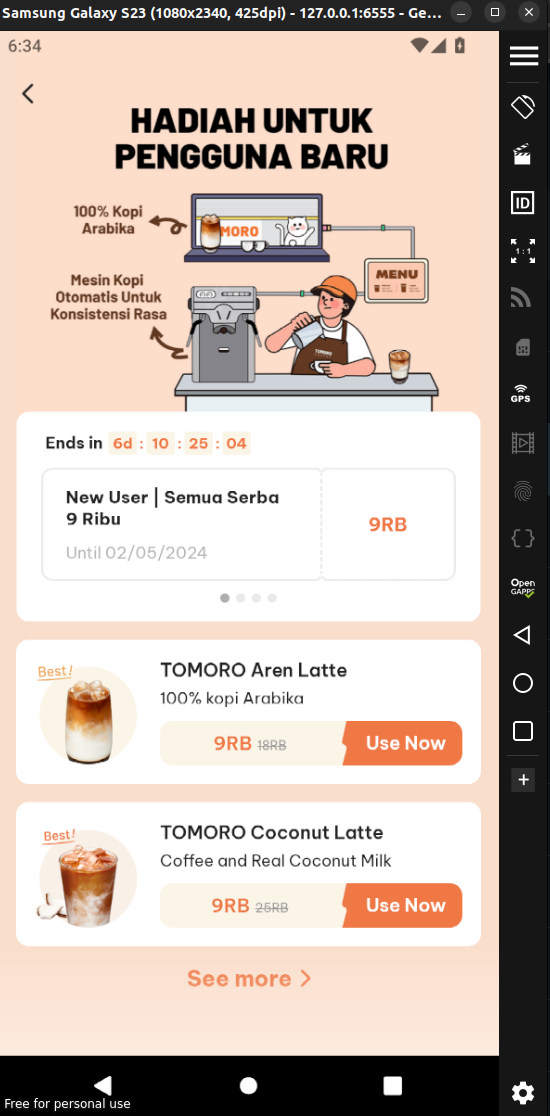 Samsung Galaxy S23 (1080x2340, 425dpi) - 127.0.0.1:6555 - Ge...
6:34
HADIAH UNTUK
PENGGUNA BARU
100% Kopi
Arabika
MORO
MENU
Mesin Kopi
Otomatis Untuk
Konsistensi Rasa
TOMORO
Ends in 6d : 10 : 25 : 04
New User | Semua Serba
9 Ribu
9RB
Until 02/05/2024
Best!
TOMORO Aren Latte
100% kopi Arabika
9RB 18RB Use Now
Best!
TOMORO Coconut Latte
Coffee and Real Coconut Milk
9RB 25RB Use Now
See more
Free for personal use
ID
1:1
GPS
Open
GAPPS